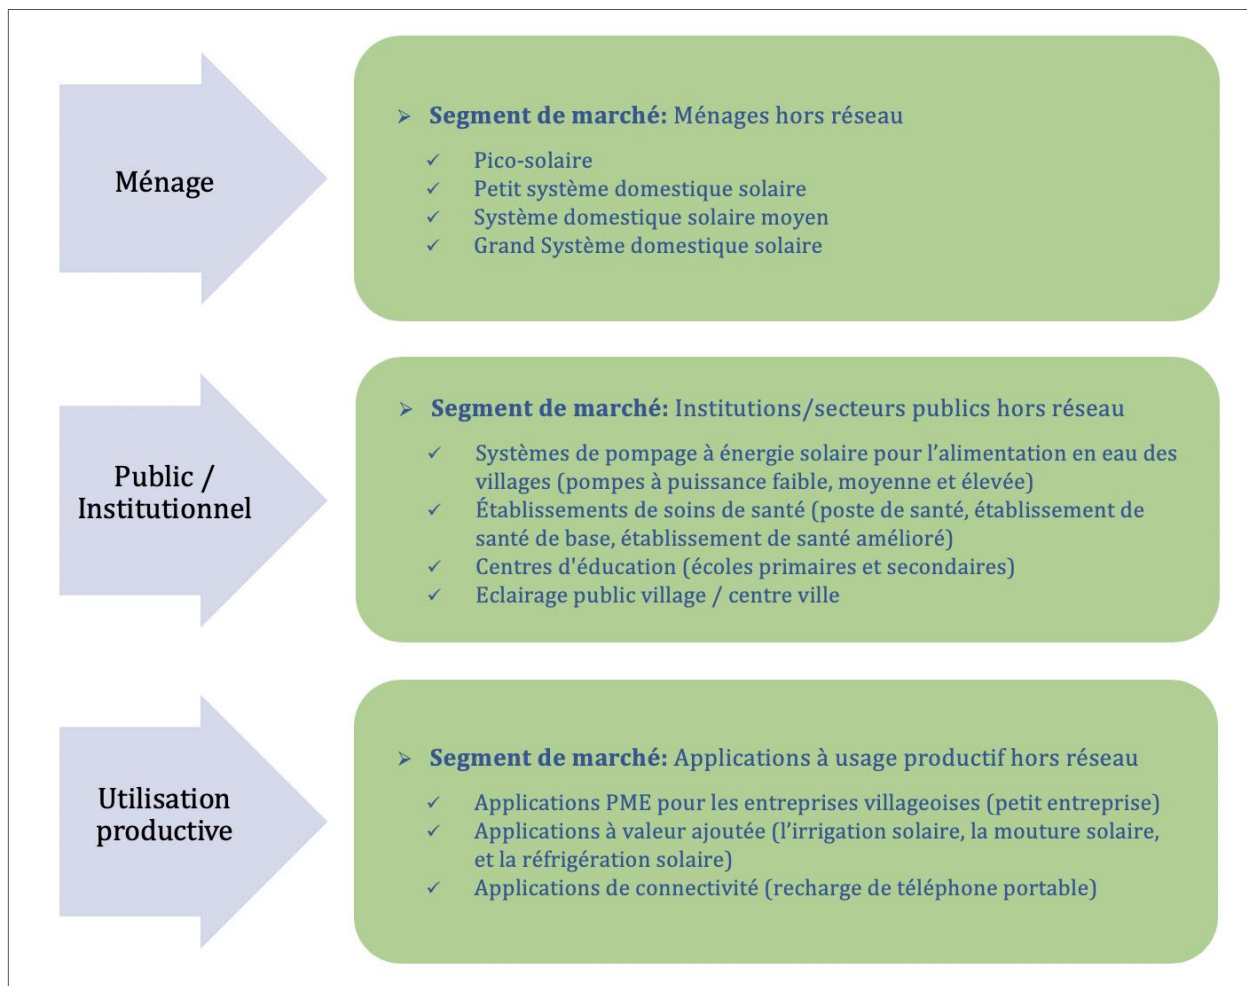 Ménage
➢ Segment de marché: Ménages hors réseau
✓ Pico-solaire
✓ Petit système domestique solaire
✓ Système domestique solaire moyen
✓ Grand Système domestique solaire
Public /
Institutionnel
➢ Segment de marché: Institutions/secteurs publics hors réseau
✓ Systèmes de pompage à énergie solaire pour l’alimentation en eau des
villages (pompes à puissance faible, moyenne et élevée)
✓ Établissements de soins de santé (poste de santé, établissement de
santé de base, établissement de santé amélioré)
✓ Centres d'éducation (écoles primaires et secondaires)
✓ Eclairage public village / centre ville
Utilisation
productive
➢ Segment de marché: Applications à usage productif hors réseau
✓ Applications PME pour les entreprises villageoises (petit entreprise)
✓ Applications à valeur ajoutée (l’irrigation solaire, la mouture solaire,
et la réfrigération solaire)
✓ Applications de connectivité (recharge de téléphone portable)